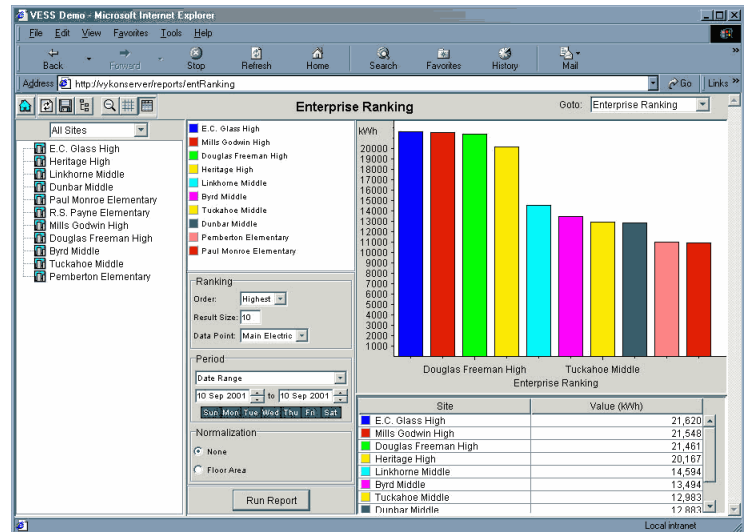 VESS Demo - Microsoft Internet Explorer
File Edit View Favorites Tools Help
Back Forward Stop Refresh Home Search Favorites History Mail
Address http://vykonserver/reports/entRanking Go Links »
Enterprise Ranking
Goto: Enterprise Ranking
All Sites
E.C. Glass High
Heritage High
Linkhorne Middle
Dunbar Middle
Paul Monroe Elementary
R.S. Payne Elementary
Mills Godwin High
Douglas Freeman High
Byrd Middle
Tuckahoe Middle
Pemberton Elementary
E.C. Glass High
Mills Godwin High
Douglas Freeman High
Heritage High
Linkhorne Middle
Byrd Middle
Tuckahoe Middle
Dunbar Middle
Pemberton Elementary
Paul Monroe Elementary
Ranking
Order: Highest
Result Size: 10
Data Point: Main Electric
Period
Date Range
10 Sep 2001 to 10 Sep 2001
Sun Mon Tue Wed Thu Fri Sat
Normalization
None
Floor Area
Run Report
kWh
20000
19000
18000
17000
16000
15000
14000
13000
12000
11000
10000
9000
8000
7000
6000
5000
4000
3000
2000
1000
Douglas Freeman High Tuckahoe Middle
Enterprise Ranking
Site Value (kWh)
E.C. Glass High 21,620
Mills Godwin High 21,548
Douglas Freeman High 21,461
Heritage High 20,167
Linkhorne Middle 14,594
Byrd Middle 13,494
Tuckahoe Middle 12,983
Dunbar Middle 12,883
Local intranet